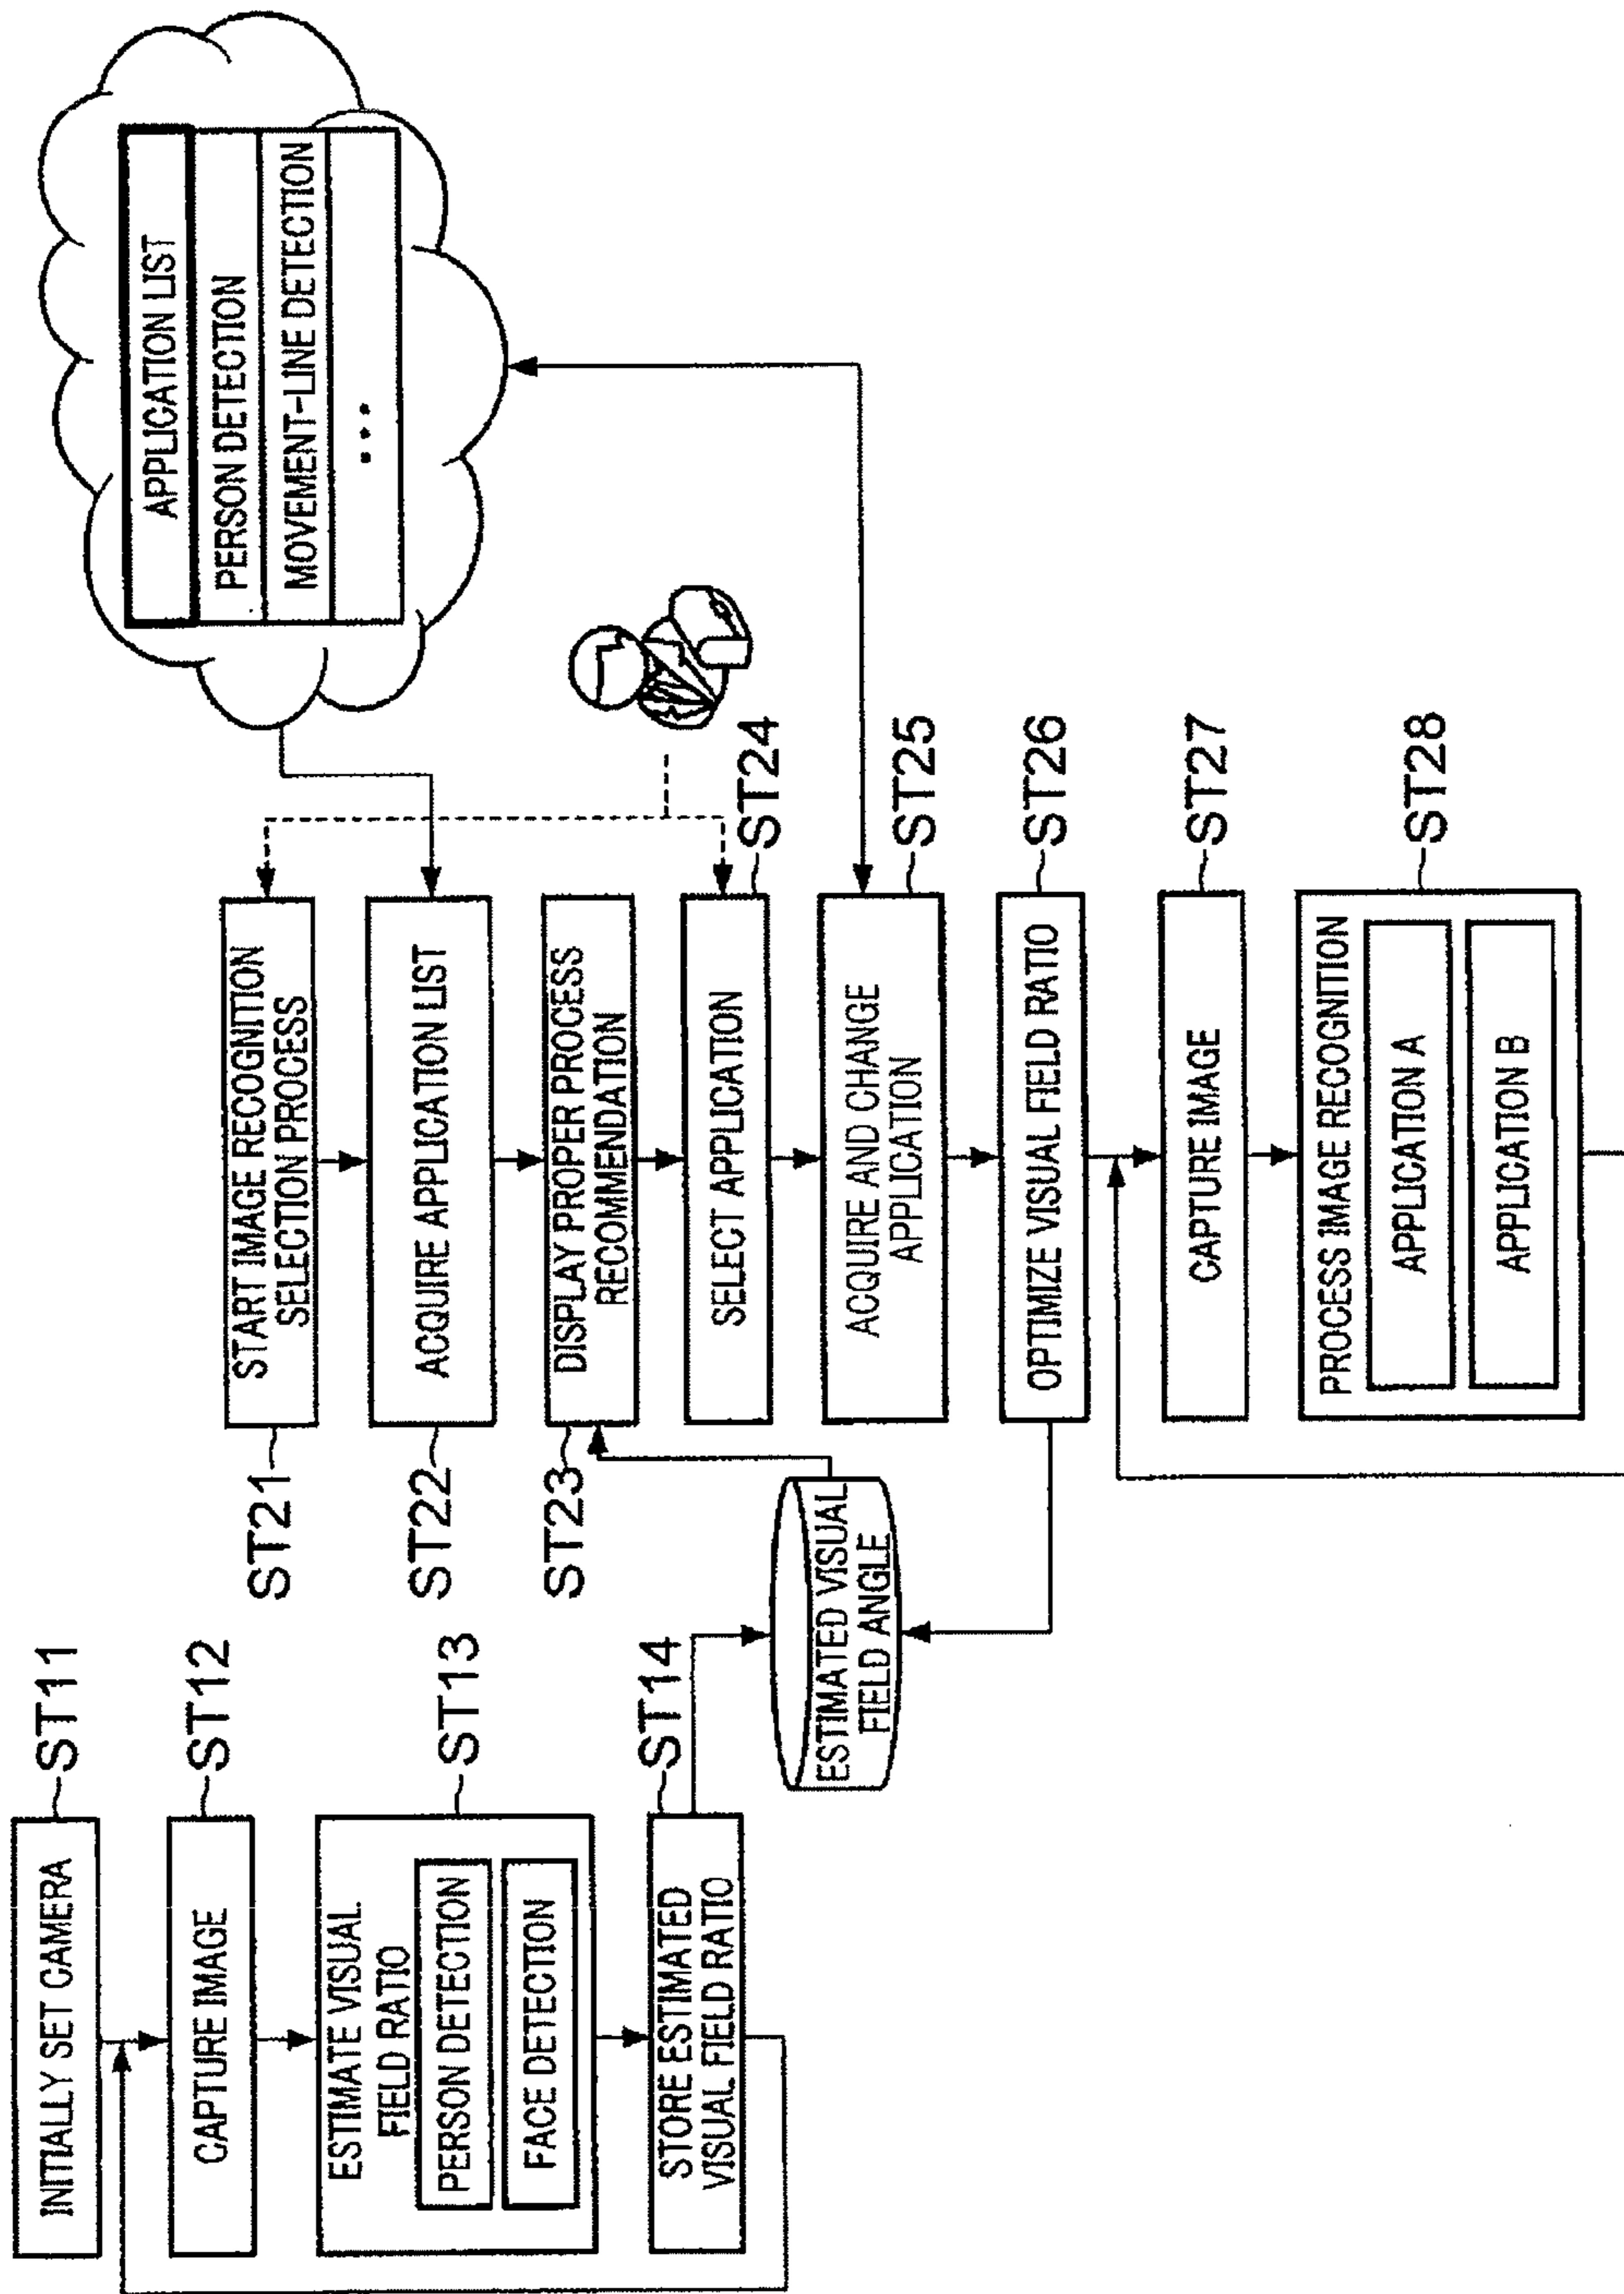 INITIALLY SET CAMERA
ST11
CAPTURE IMAGE
ST12
ESTIMATE VISUAL
FIELD RATIO
PERSON DETECTION
FACE DETECTION
ST13
STORE ESTIMATED
VISUAL FIELD RATIO
ST14
ESTIMATED VISUAL
FIELD ANGLE
ST21
START IMAGE RECOGNITION
SELECTION PROCESS
ST22
ACQUIRE APPLICATION LIST
ST23
DISPLAY PROPER PROCESS
RECOMMENDATION
SELECT APPLICATION
ST24
ACQUIRE AND CHANGE
APPLICATION
ST25
OPTIMIZE VISUAL FIELD RATIO
ST26
CAPTURE IMAGE
ST27
PROCESS IMAGE RECOGNITION
APPLICATION A
APPLICATION B
ST28
APPLICATION LIST
PERSON DETECTION
MOVEMENT-LINE DETECTION
...